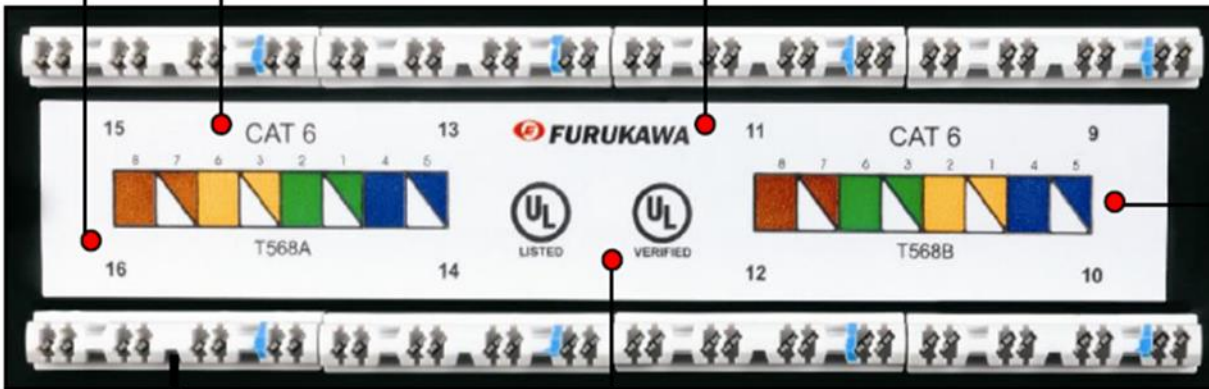 15 CAT 6 13 FURUKAWA 11 CAT 6 9
8 7 6 3 2 1 4 5 8 7 6 3 2 1 4 5
UL UL
LISTED VERIFIED
T568A T568B
16 14 12 10